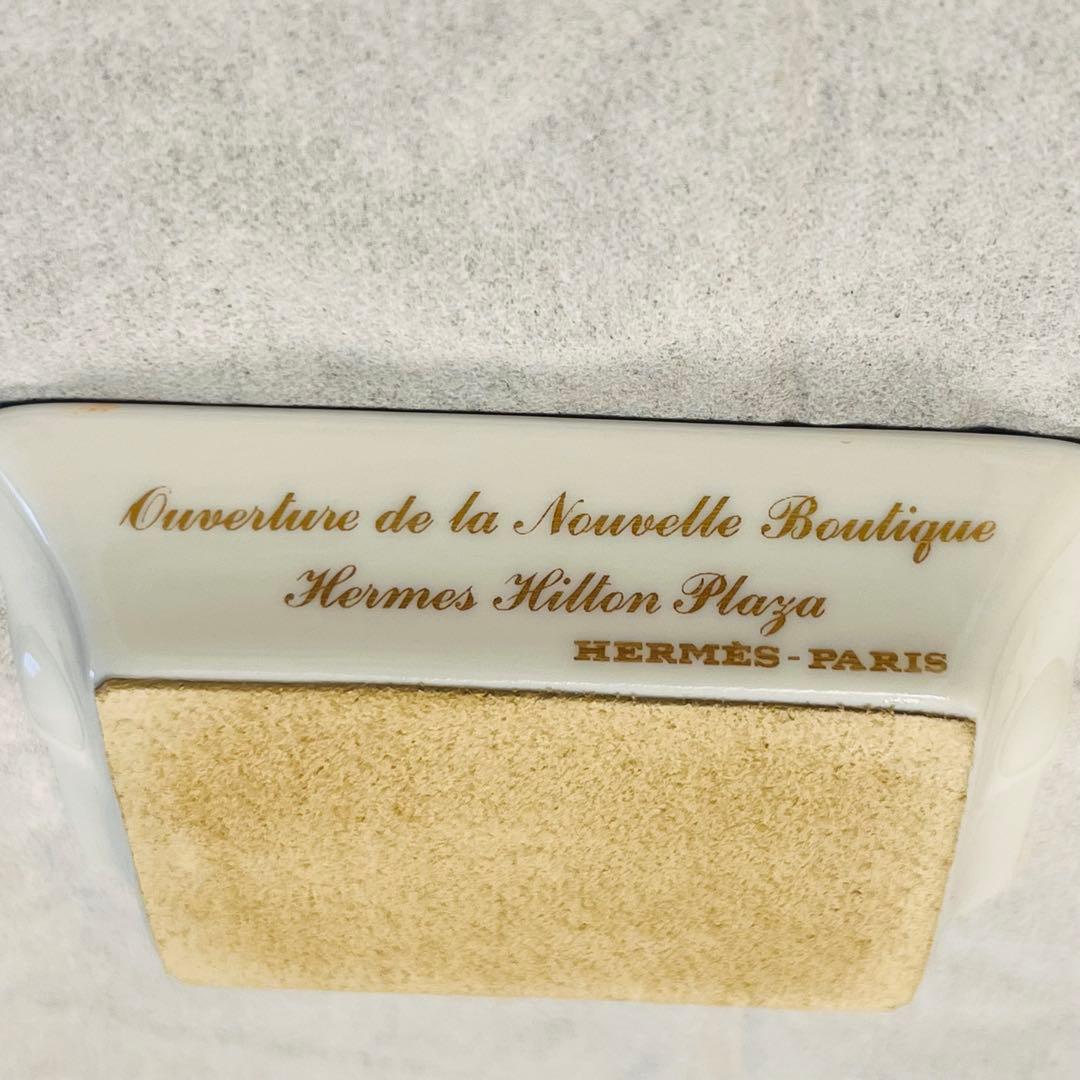 Ouverture de la Nouvelle Boutique
Hermes Hilton Plaza
HERMÈS-PARIS